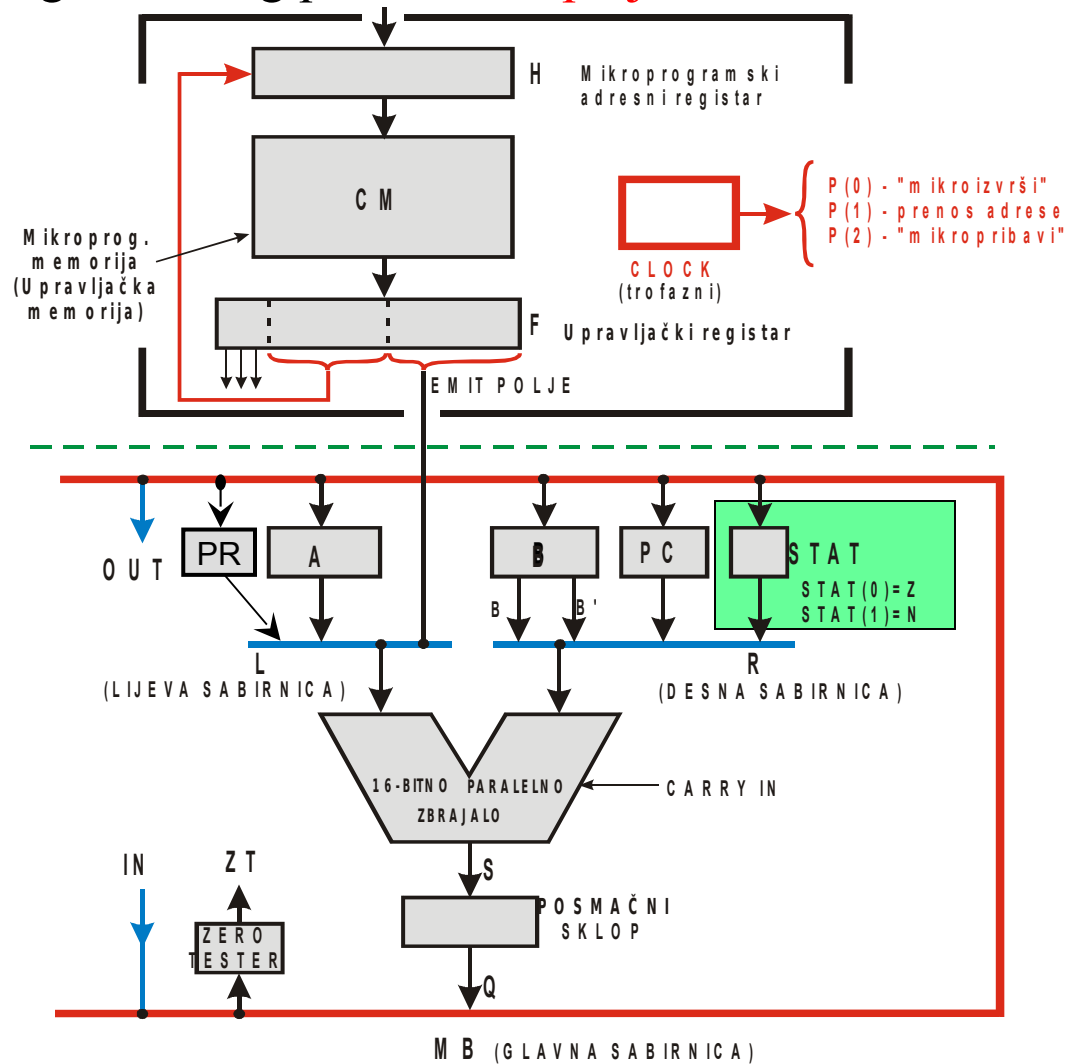 H
Mikroprogramski
adresni registar
CM
Mikroprog.
memorija
(Upravljačka
memorija)
P(0) - "mikroizvrši"
P(1) - prenos adrese
P(2) - "mikropribavi"
CLOCK
(trofazni)
F
Upravljački registar
EMIT POLJE
OUT
PR
A
B
PC
STAT
STAT(0)=Z
STAT(1)=N
B
B'
L
(LIJEVA SABIRNICA)
R
(DESNA SABIRNICA)
16-BITNO PARALELNO
ZBRAJALO
CARRY IN
S
IN
ZT
POSMAČNI
SKLOP
ZERO
TESTER
Q
MB (GLAVNA SABIRNICA)